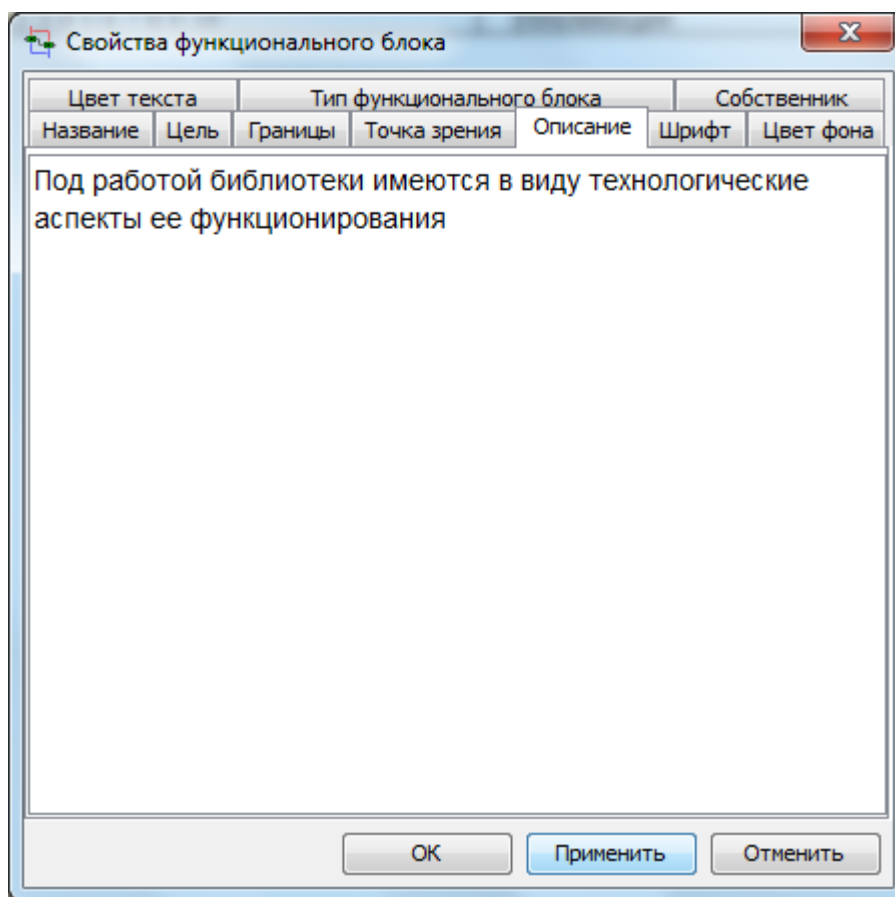 Свойства функционального блока
Цвет текста Тип функционального блока Собственник
Название Цель Границы Точка зрения Описание Шрифт Цвет фона
Под работой библиотеки имеются в виду технологические
аспекты ее функционирования
ОК Применить Отменить